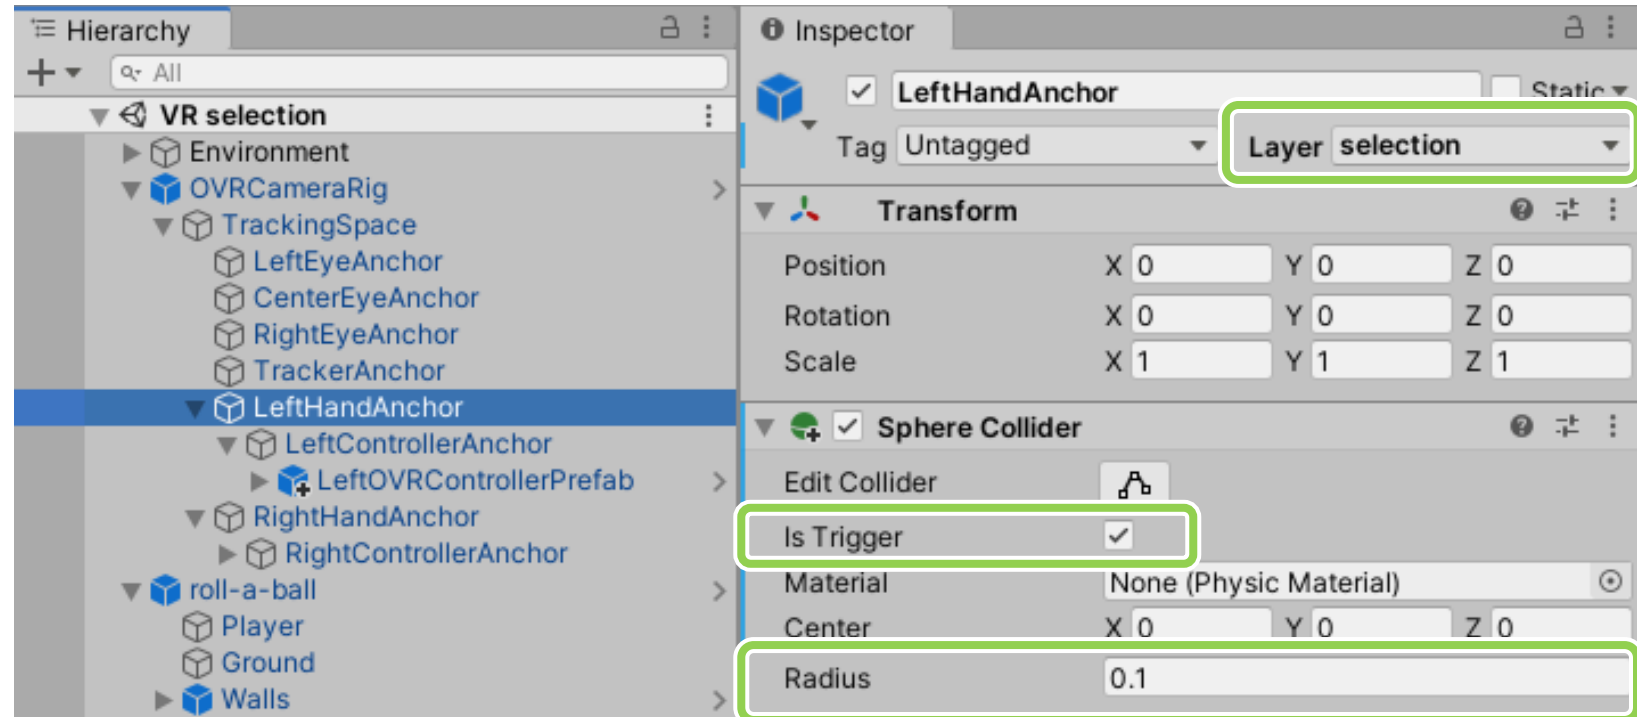 Hierarchy
All
VR selection
Environment
OVRCameraRig
TrackingSpace
LeftEyeAnchor
CenterEyeAnchor
RightEyeAnchor
TrackerAnchor
LeftHandAnchor
LeftControllerAnchor
LeftOVRControllerPrefab
RightHandAnchor
RightControllerAnchor
roll-a-ball
Player
Ground
Walls
Inspector
LeftHandAnchor
Static
Tag Untagged Layer selection
Transform
Position X 0 Y 0 Z 0
Rotation X 0 Y 0 Z 0
Scale X 1 Y 1 Z 1
Sphere Collider
Edit Collider
Is Trigger
Material None (Physic Material)
Center X 0 Y 0 Z 0
Radius 0.1